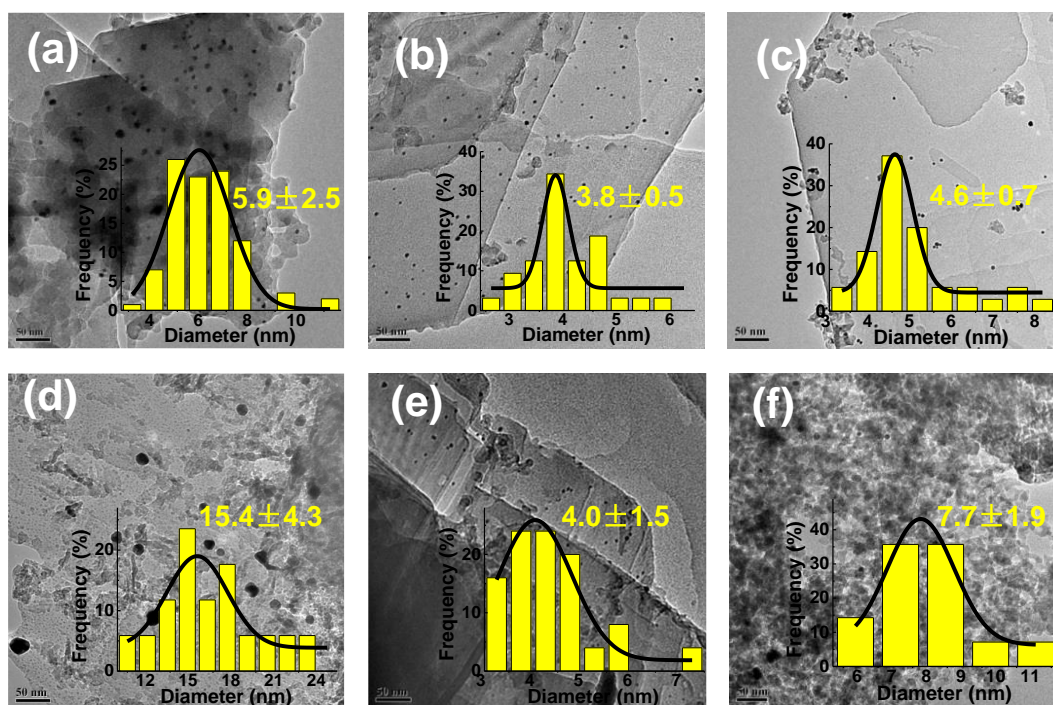 (a)
Frequency (%)
25
20
15
10
5
0
5.9±2.5
4 6 8 10
Diameter (nm)
50 nm
(b)
Frequency (%)
40
30
20
10
0
3.8±0.5
3 4 5 6
Diameter (nm)
50 nm
(c)
Frequency (%)
40
30
20
10
0
4.6±0.7
3 4 5 6 7 8
Diameter (nm)
50 nm
(d)
Frequency (%)
20
10
0
15.4±4.3
12 15 18 21 24
Diameter (nm)
50 nm
(e)
Frequency (%)
20
10
0
4.0±1.5
3 4 5 6 7
Diameter (nm)
50 nm
(f)
Frequency (%)
40
30
20
10
0
7.7±1.9
6 7 8 9 10 11
Diameter (nm)
50 nm